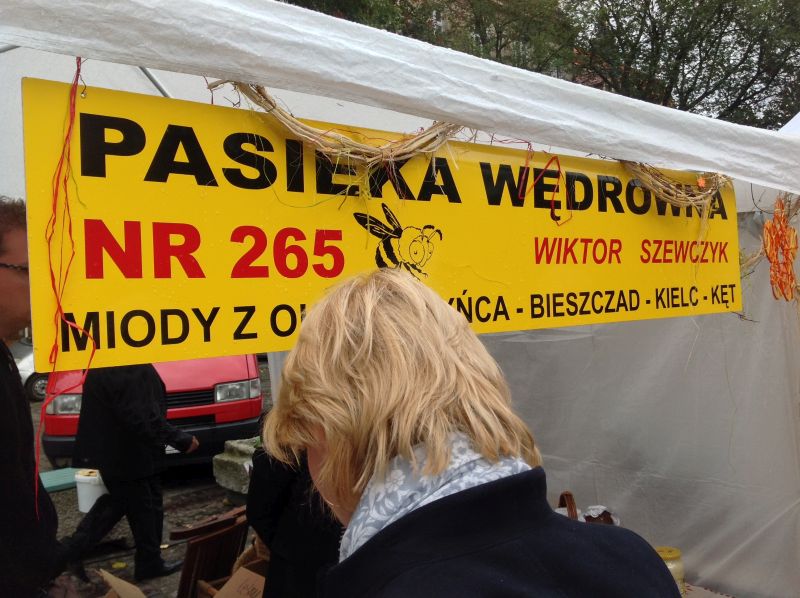 PASIEKA WĘDROWNA
NR 265 WIKTOR SZEWCZYK
MIODY Z - BIESZCZAD - KIELC - KĘT